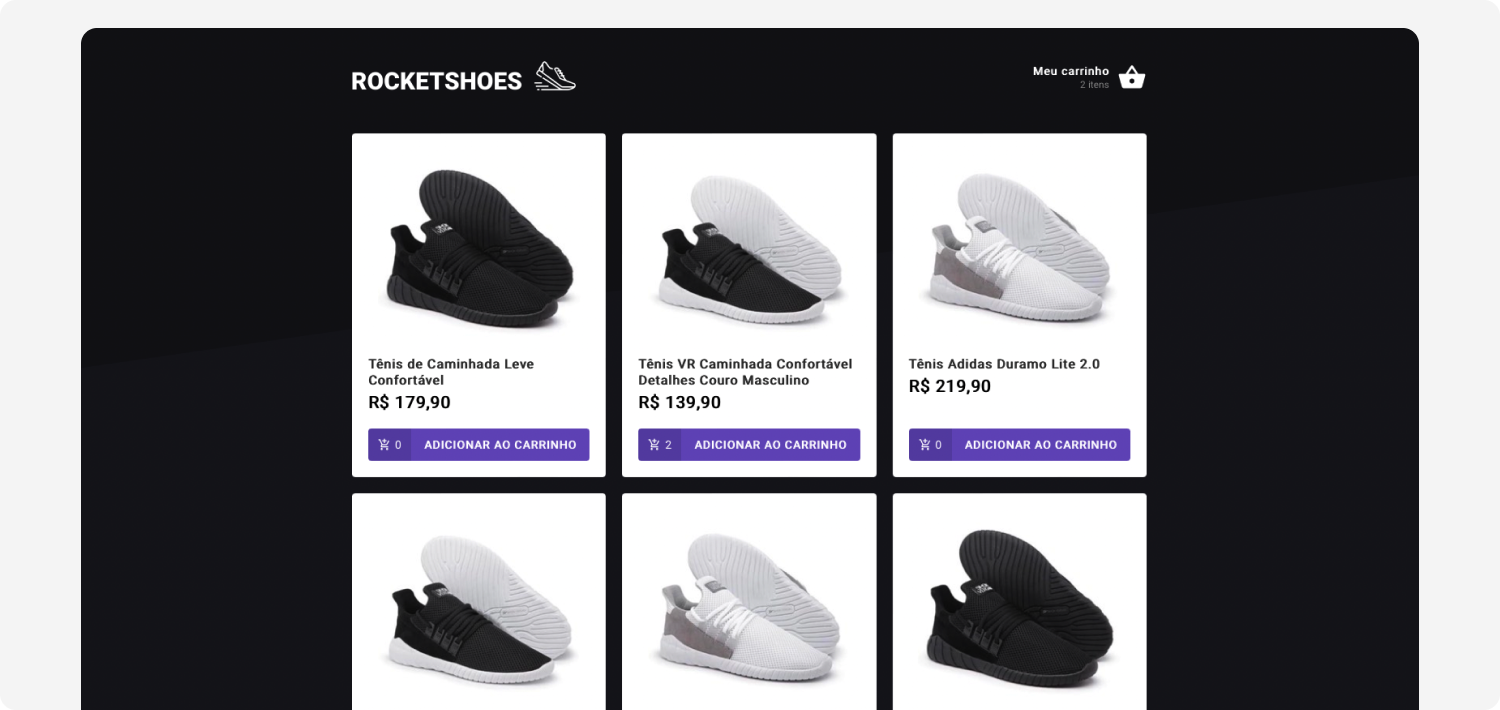 ROCKETSHOES
Meu carrinho
2 itens
Tênis de Caminhada Leve
Confortável
R$ 179,90
0 ADICIONAR AO CARRINHO
Tênis VR Caminhada Confortável
Detalhes Couro Masculino
R$ 139,90
2 ADICIONAR AO CARRINHO
Tênis Adidas Duramo Lite 2.0
R$ 219,90
0 ADICIONAR AO CARRINHO